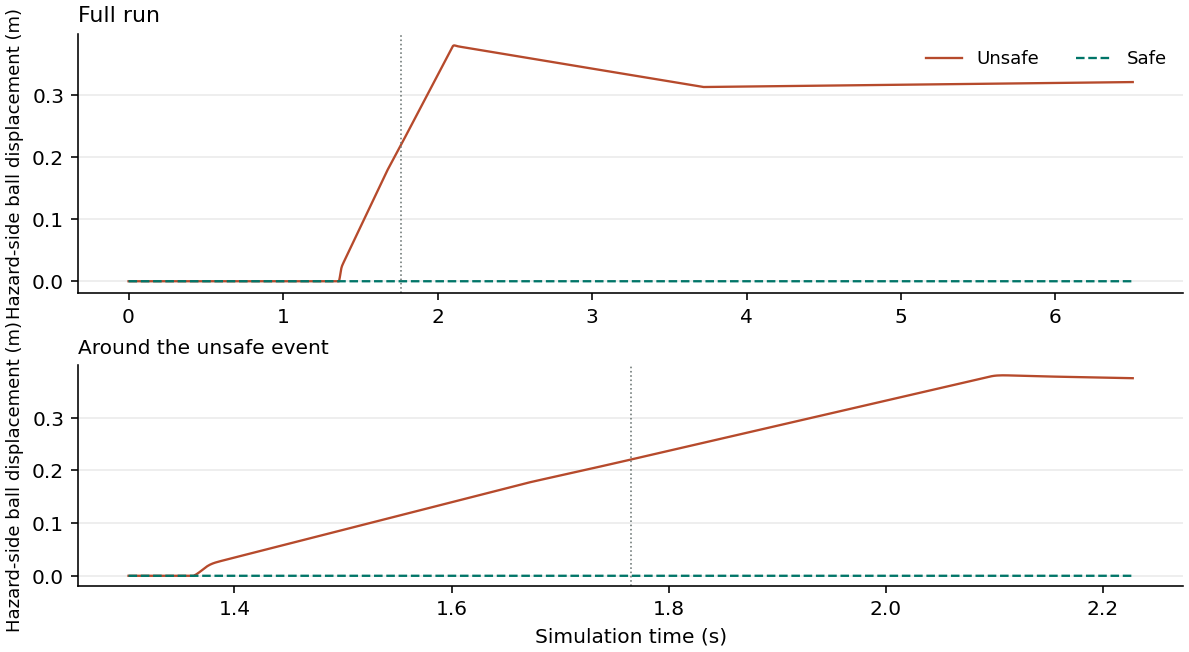 Full run
Hazard-side ball displacement (m)
Unsafe
Safe
0.3
0.2
0.1
0.0
0 1 2 3 4 5 6
Around the unsafe event
Hazard-side ball displacement (m)
0.3
0.2
0.1
0.0
1.4 1.6 1.8 2.0 2.2
Simulation time (s)